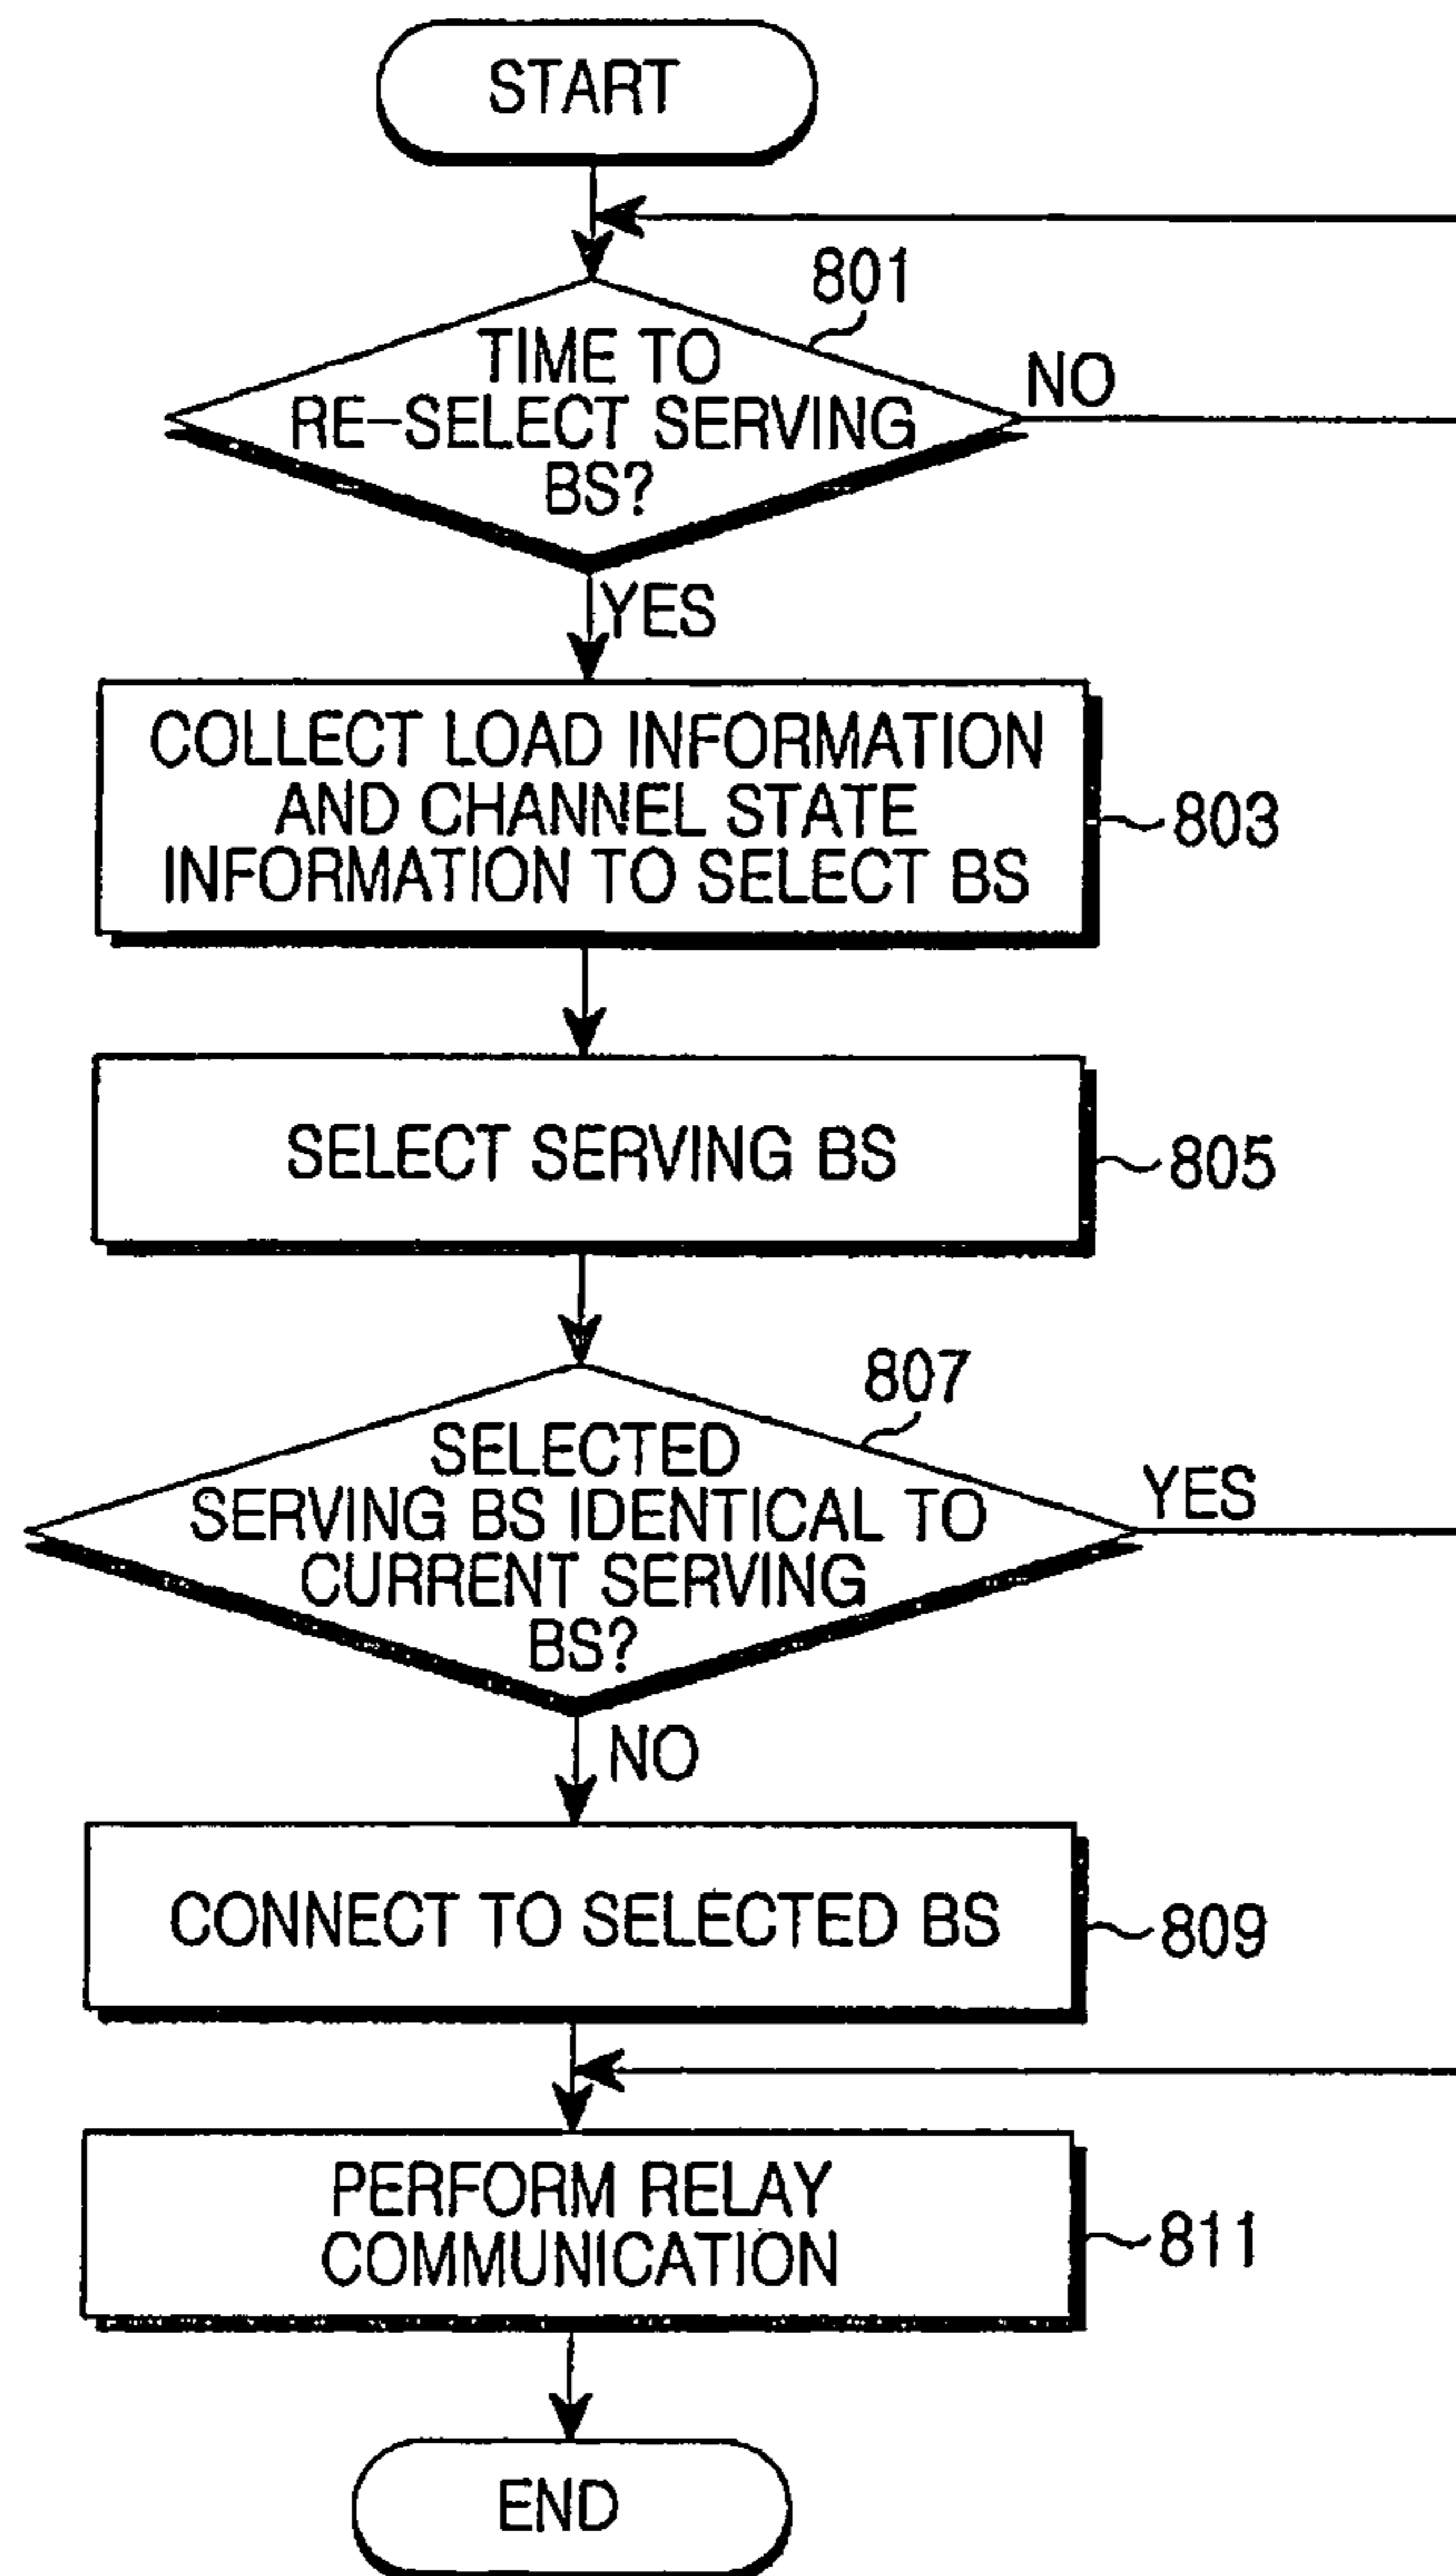 START
801
TIME TO
RE-SELECT SERVING
BS?
NO
YES
COLLECT LOAD INFORMATION
AND CHANNEL STATE
INFORMATION TO SELECT BS
803
SELECT SERVING BS
805
807
SELECTED
SERVING BS IDENTICAL TO
CURRENT SERVING
BS?
YES
NO
CONNECT TO SELECTED BS
809
PERFORM RELAY
COMMUNICATION
811
END